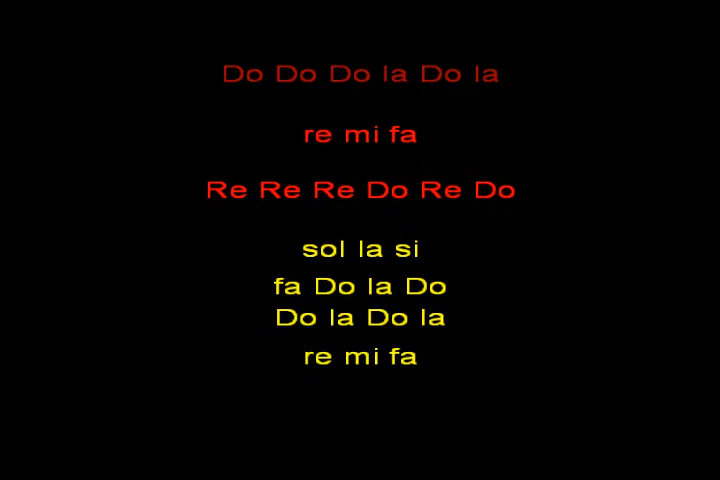 Do Do Do la Do la
re mi fa
Re Re Re Do Re Do
sol la si
fa Do la Do
Do la Do la
re mi fa